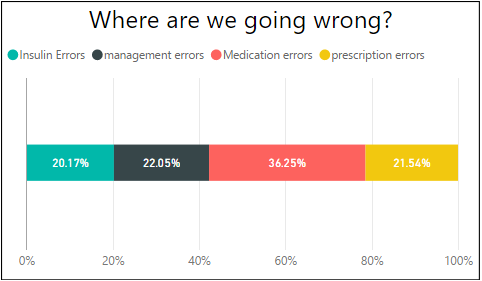 Where are we going wrong?
Insulin Errors management errors Medication errors prescription errors
20.17% 22.05% 36.25% 21.54%
0% 20% 40% 60% 80% 100%